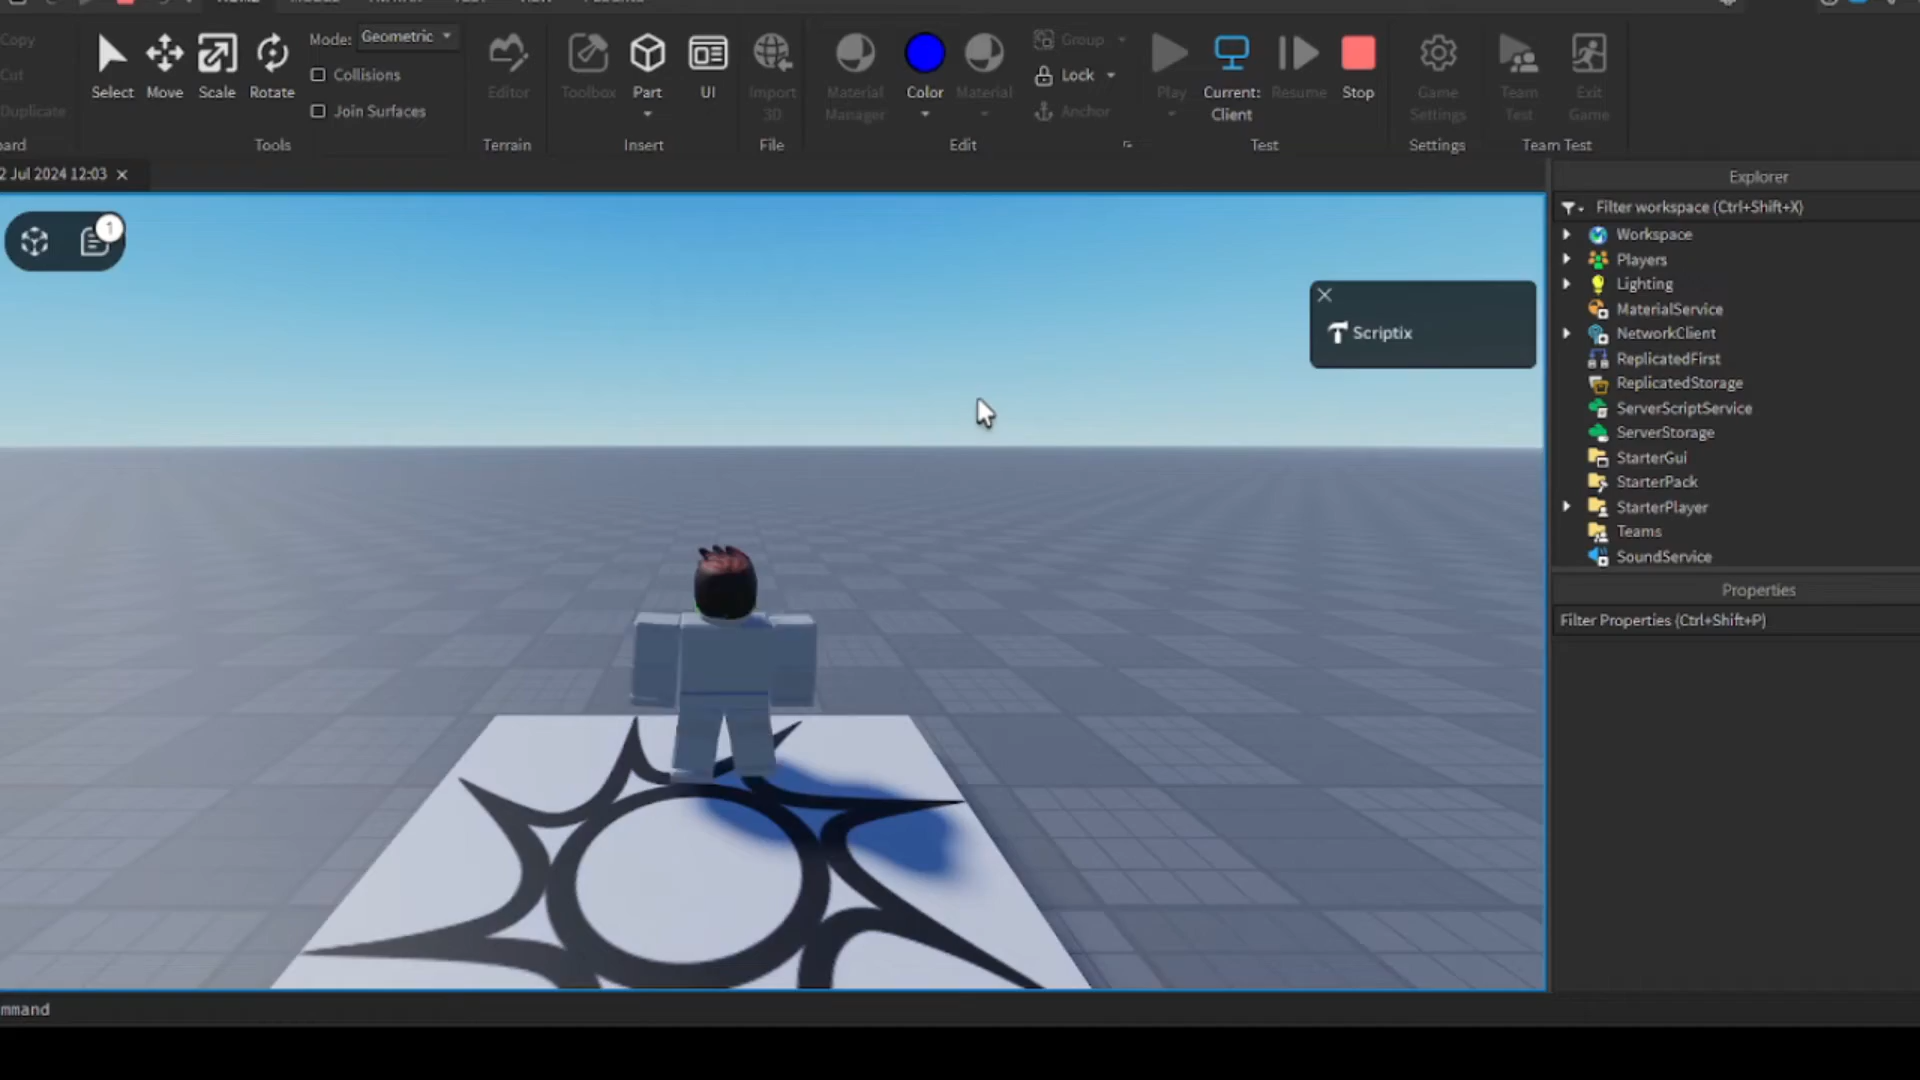 Copy
Cut
Duplicate
Select
Move
Scale
Rotate
Mode: Geometric
Collisions
Join Surfaces
Tools
Editor
Terrain
Toolbox
Part
UI
Insert
Import
3D
File
Material
Manager
Color
Material
Group
Lock
Anchor
Edit
Play
Current:
Client
Resume
Stop
Test
Game
Settings
Settings
Team
Test
Exit
Game
Team Test
2 Jul 2024 12:03
1
Scriptix
Explorer
Filter workspace (Ctrl+Shift+X)
Workspace
Players
Lighting
MaterialService
NetworkClient
ReplicatedFirst
ReplicatedStorage
ServerScriptService
ServerStorage
StarterGui
StarterPack
StarterPlayer
Teams
SoundService
Properties
Filter Properties (Ctrl+Shift+P)
mmand